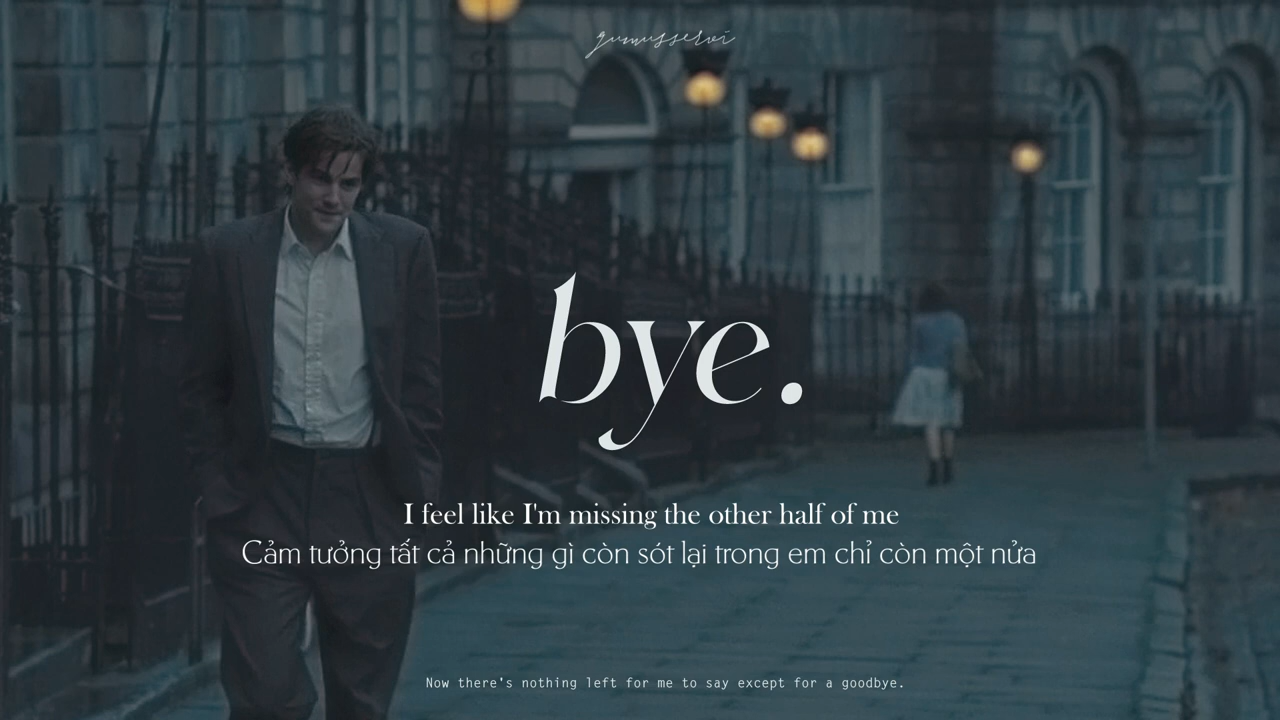 gumusservi
bye.
I feel like I'm missing the other half of me
Cảm tưởng tất cả những gì còn sót lại trong em chỉ còn một nửa
Now there's nothing left for me to say except for a goodbye.